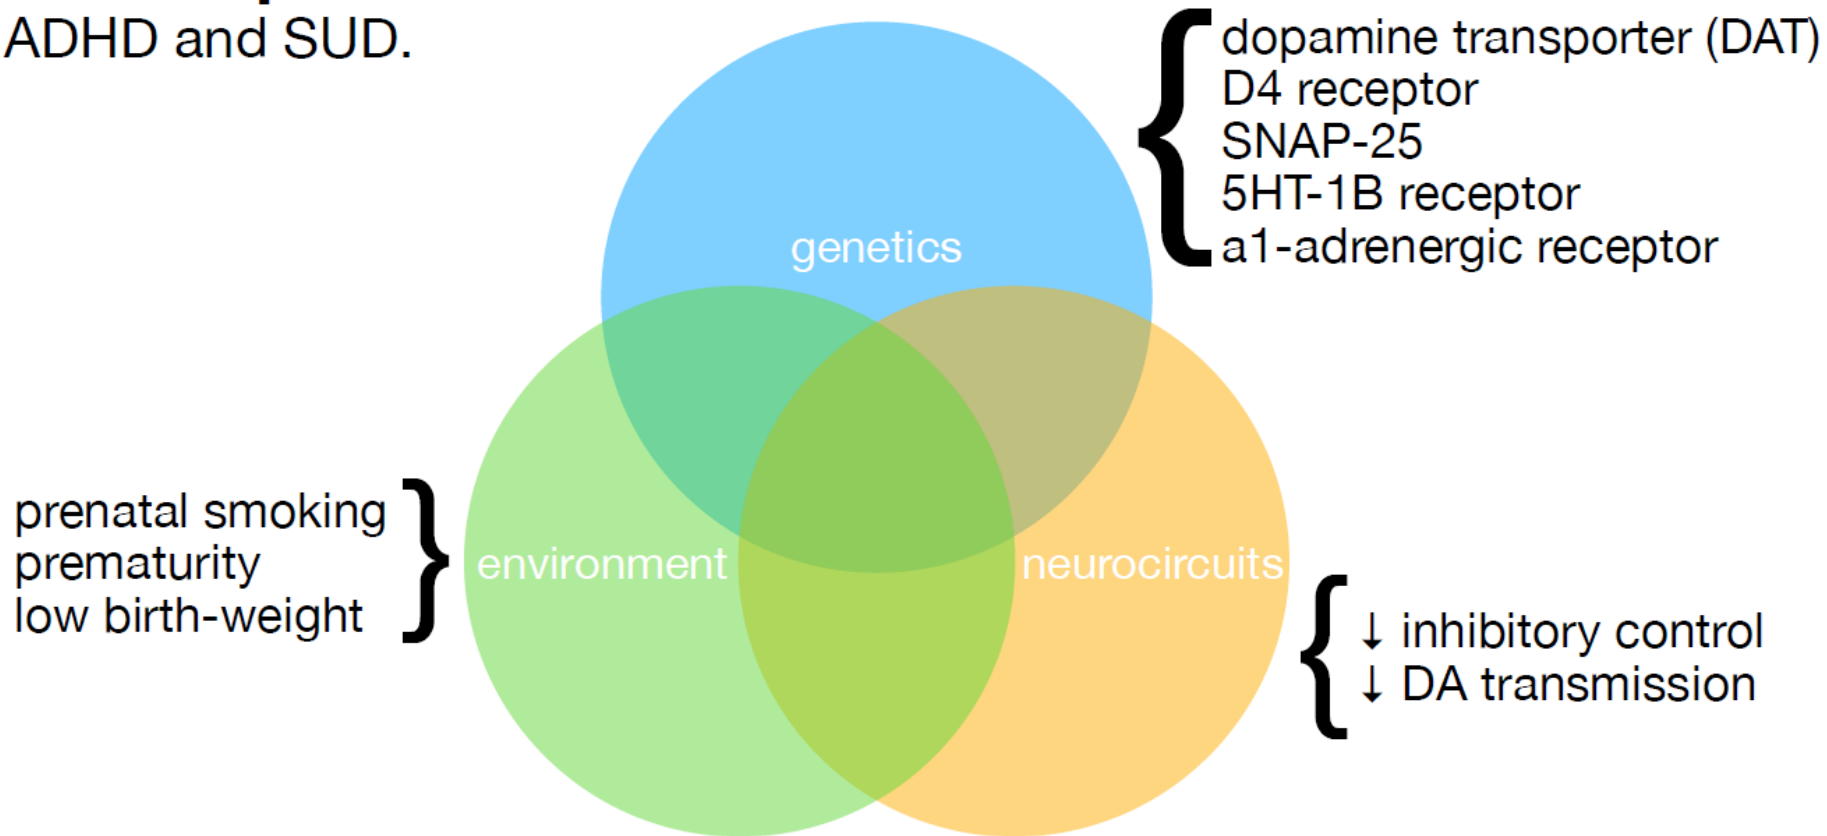 ADHD and SUD.
dopamine transporter (DAT)
D4 receptor
SNAP-25
5HT-1B receptor
a1-adrenergic receptor
genetics
prenatal smoking
prematurity
low birth-weight
environment
neurocircuits
↓ inhibitory control
↓ DA transmission